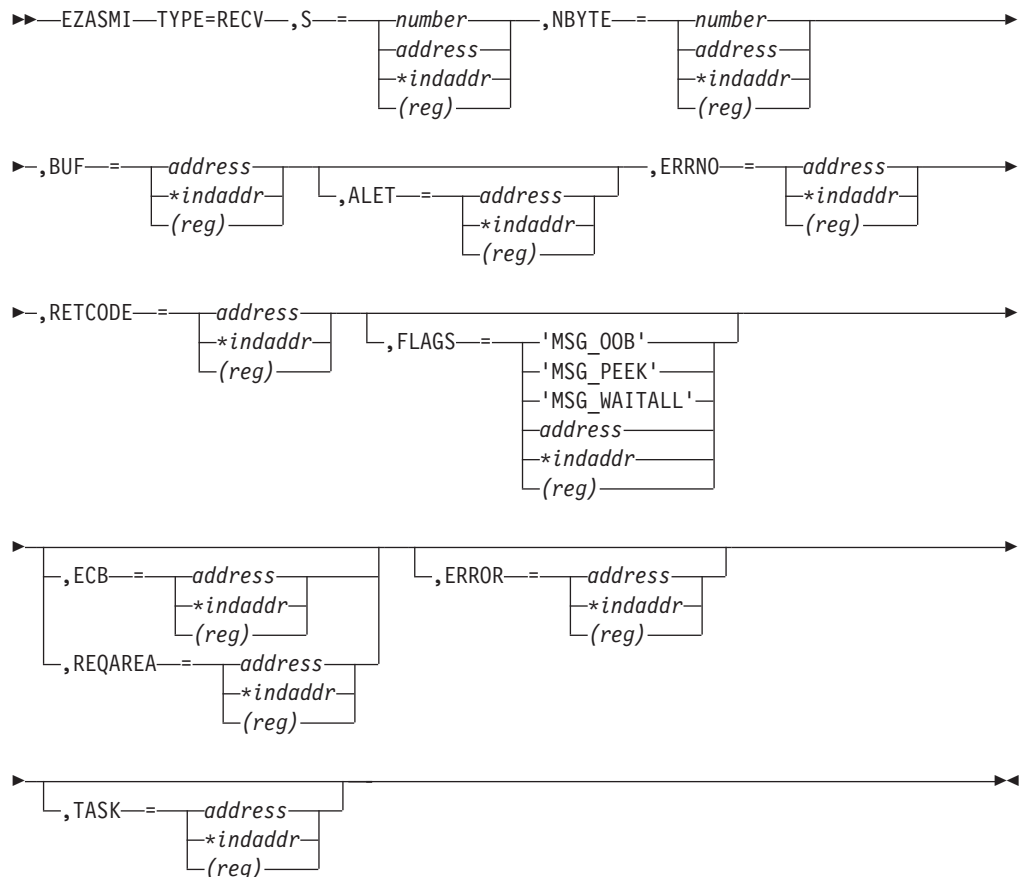 EZASMI TYPE=RECV ,S = number ,NBYTE = number
address address
*indaddr *indaddr
(reg) (reg)
,BUF = address ,ERRNO = address
*indaddr ,ALET = address *indaddr
(reg) *indaddr (reg)
(reg)
,RETCODE = address
*indaddr ,FLAGS = 'MSG_OOB'
(reg) 'MSG_PEEK'
'MSG_WAITALL'
address
*indaddr
(reg)
,ECB = address ,ERROR = address
*indaddr *indaddr
(reg) (reg)
,REQAREA = address
*indaddr
(reg)
,TASK = address
*indaddr
(reg)